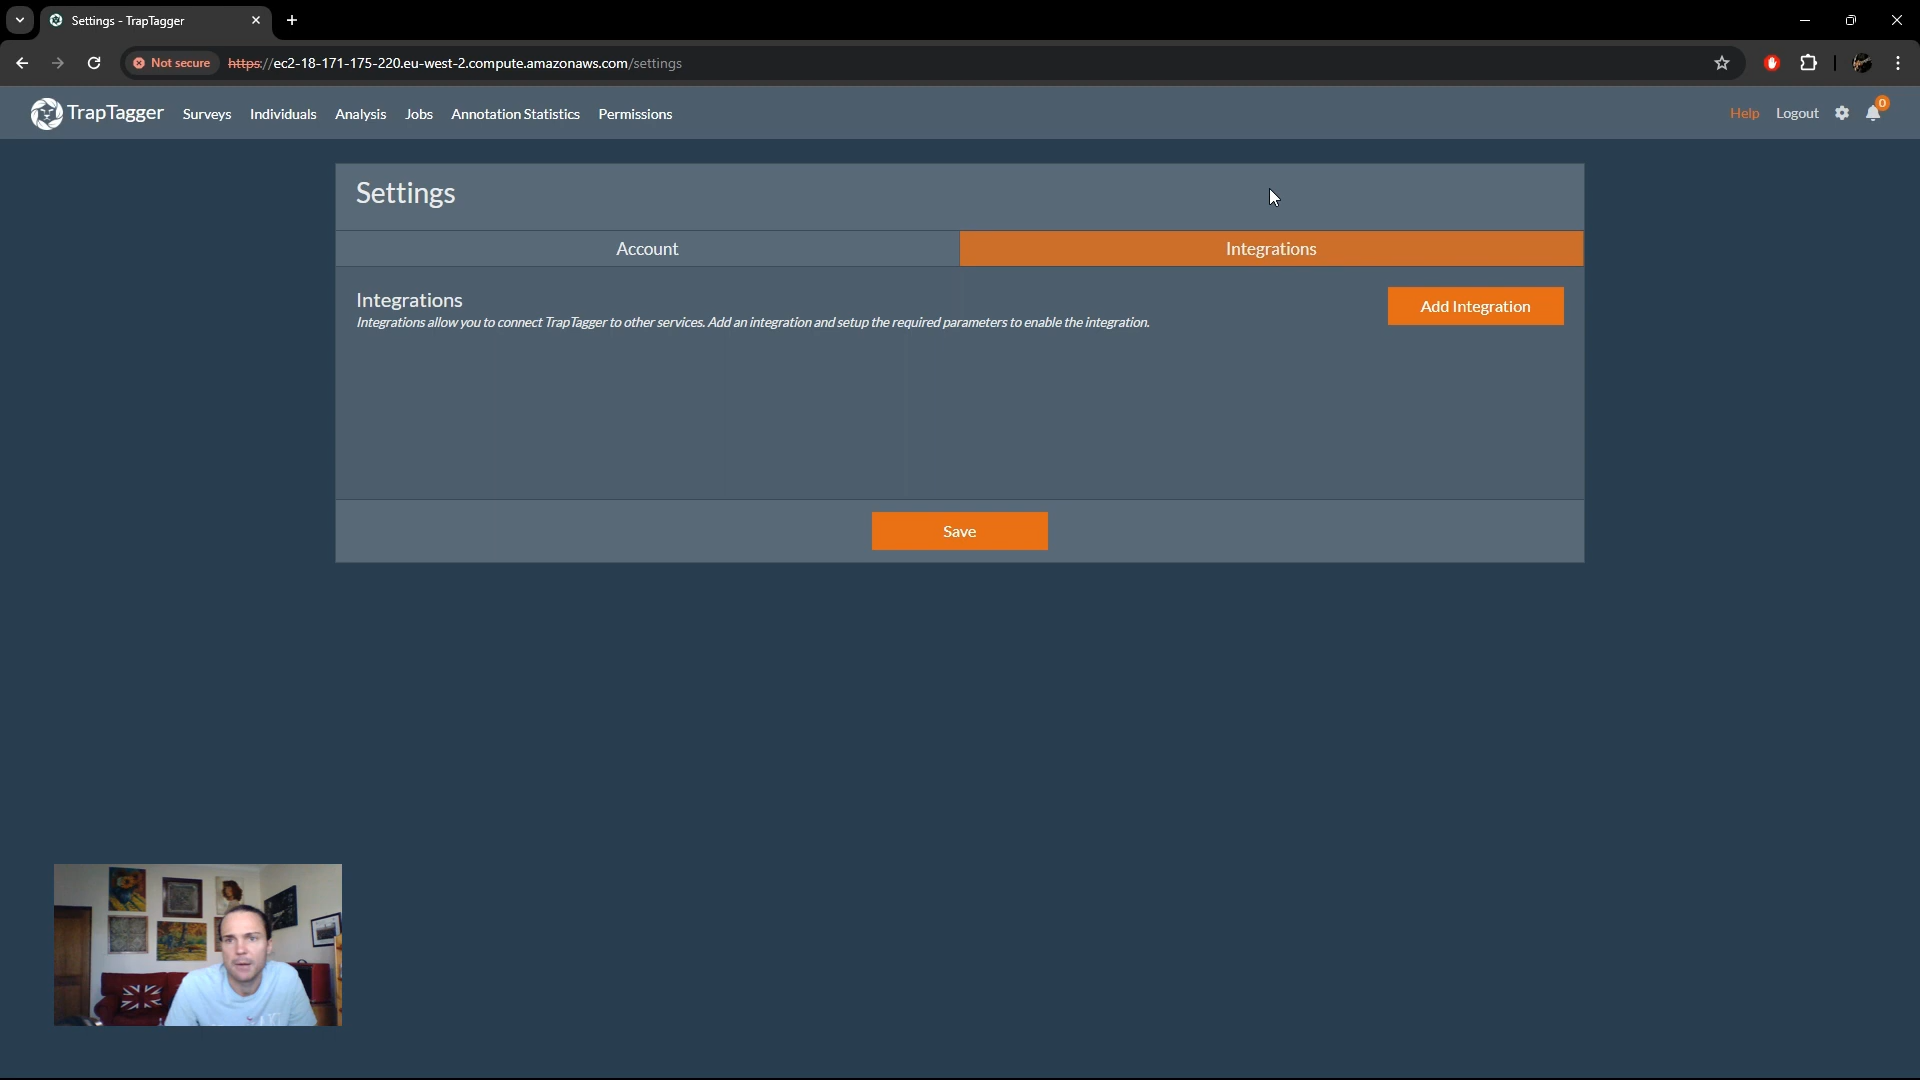 Settings - TrapTagger
Not secure https://ec2-18-171-175-220.eu-west-2.compute.amazonaws.com/settings
TrapTagger Surveys Individuals Analysis Jobs Annotation Statistics Permissions Help Logout 0
Settings
Account Integrations
Integrations
Integrations allow you to connect TrapTagger to other services. Add an integration and setup the required parameters to enable the integration.
Add Integration
Save